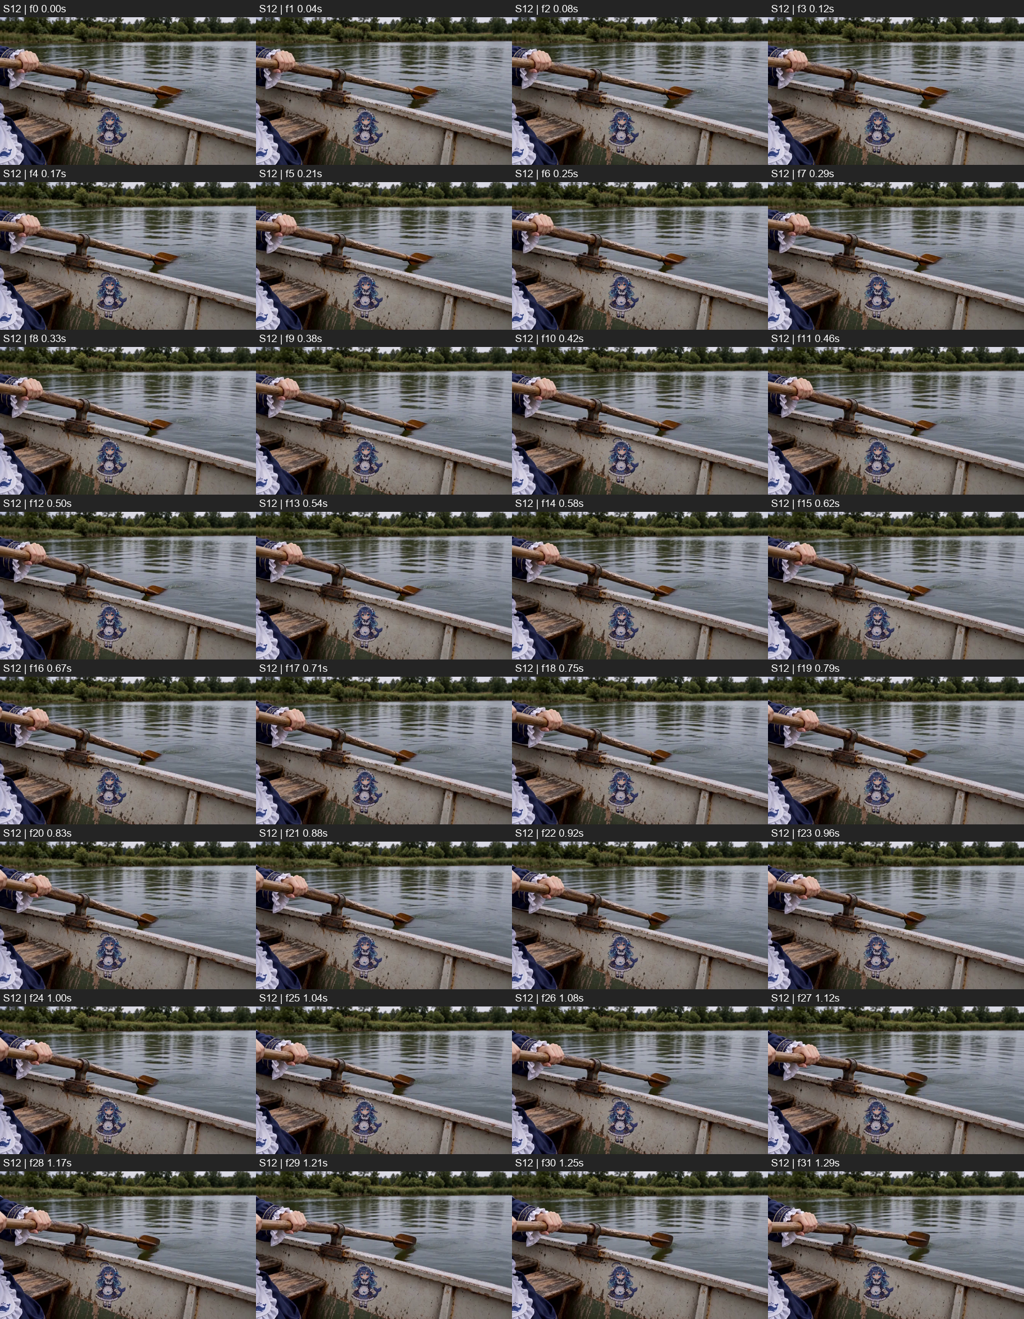 S12 | f0 0.00s
S12 | f1 0.04s
S12 | f2 0.08s
S12 | f3 0.12s
S12 | f4 0.17s
S12 | f5 0.21s
S12 | f6 0.25s
S12 | f7 0.29s
S12 | f8 0.33s
S12 | f9 0.38s
S12 | f10 0.42s
S12 | f11 0.46s
S12 | f12 0.50s
S12 | f13 0.54s
S12 | f14 0.58s
S12 | f15 0.62s
S12 | f16 0.67s
S12 | f17 0.71s
S12 | f18 0.75s
S12 | f19 0.79s
S12 | f20 0.83s
S12 | f21 0.88s
S12 | f22 0.92s
S12 | f23 0.96s
S12 | f24 1.00s
S12 | f25 1.04s
S12 | f26 1.08s
S12 | f27 1.12s
S12 | f28 1.17s
S12 | f29 1.21s
S12 | f30 1.25s
S12 | f31 1.29s